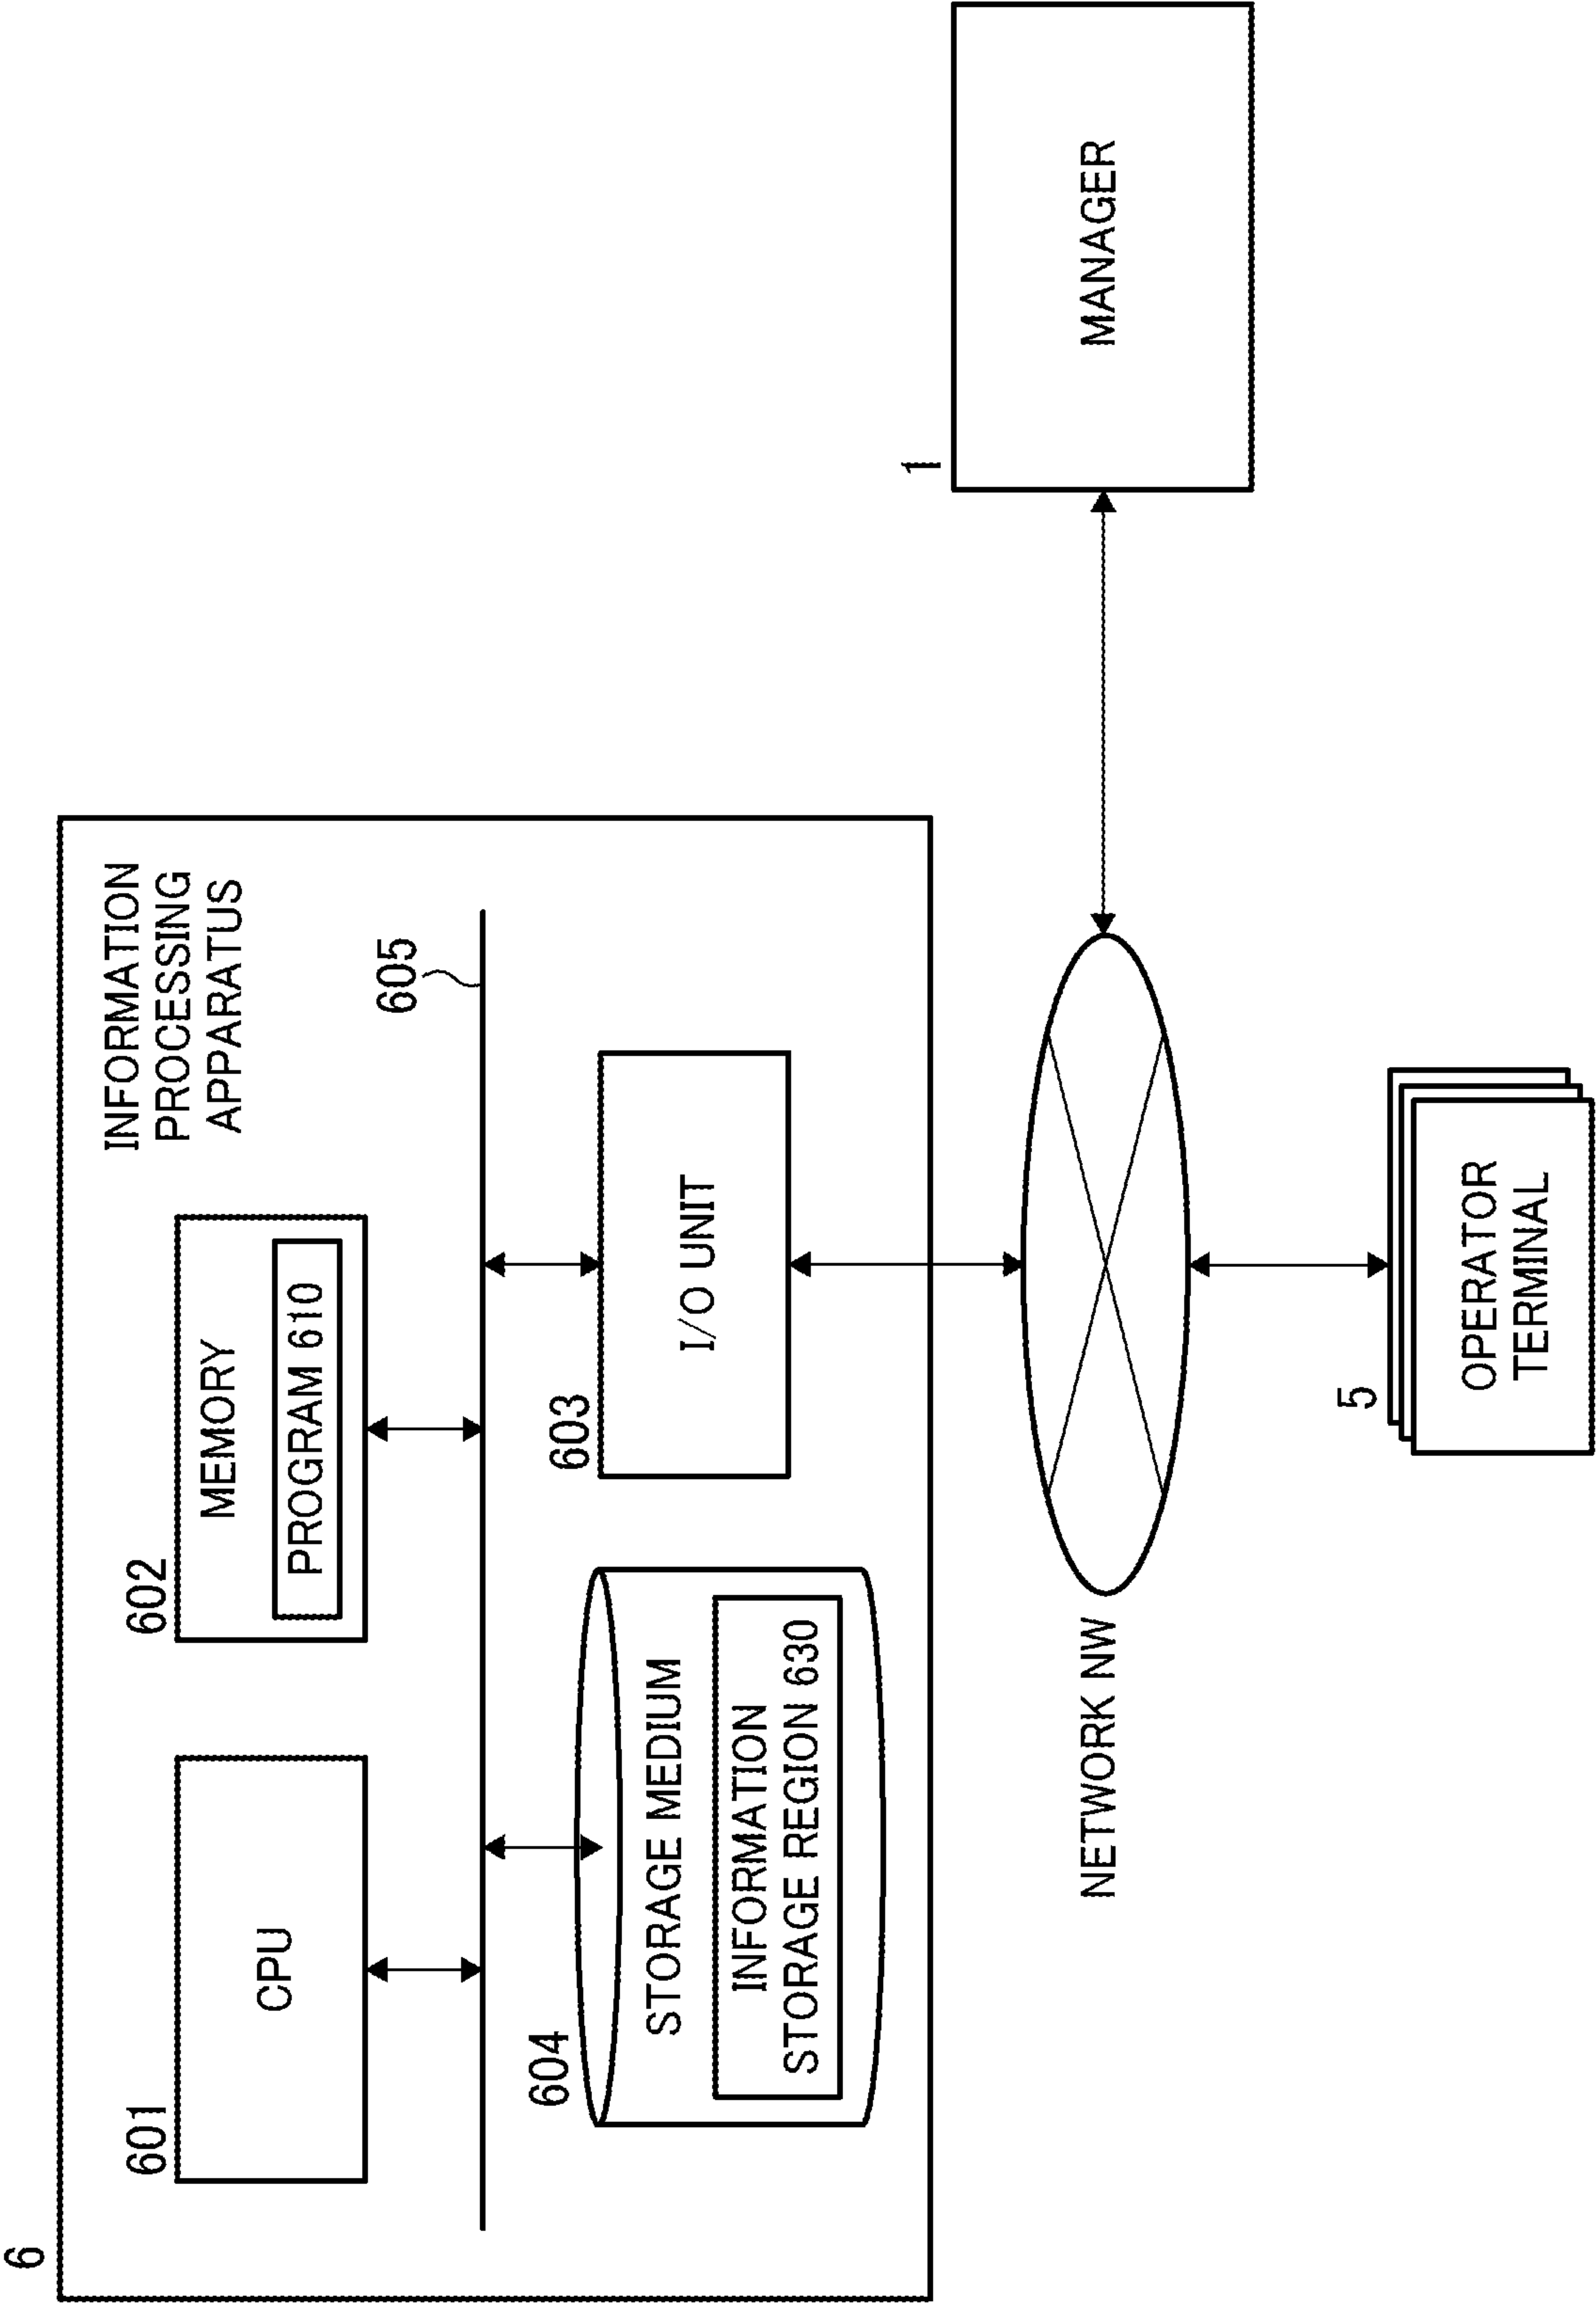 6
INFORMATION
PROCESSING
APPARATUS
601
CPU
602
MEMORY
PROGRAM 610
605
604
STORAGE MEDIUM
INFORMATION
STORAGE REGION 630
603
I/O UNIT
NETWORK NW
1
MANAGER
5
OPERATOR
TERMINAL